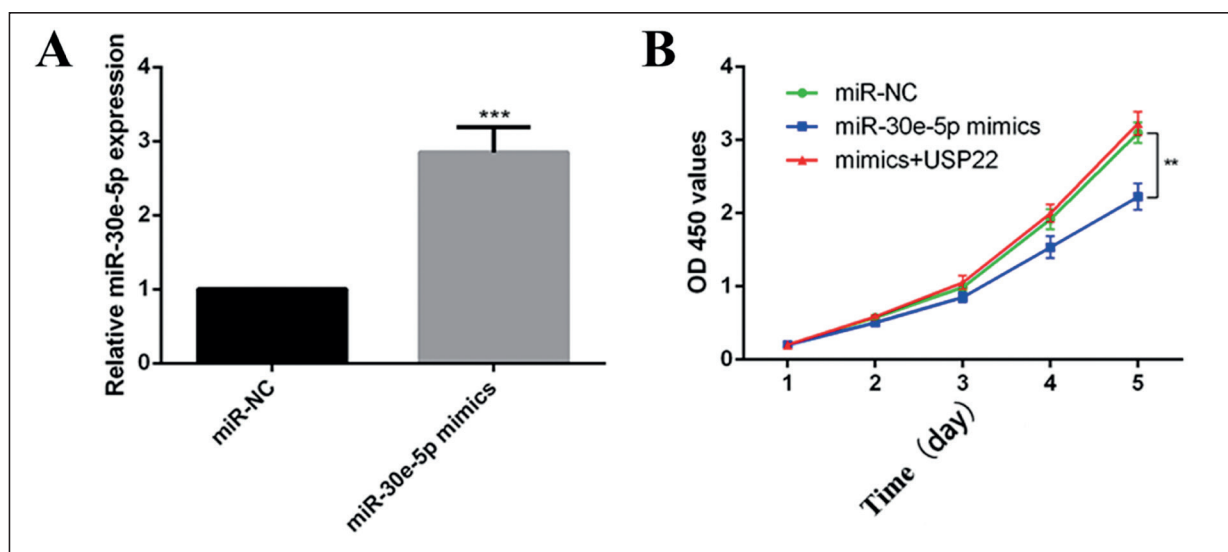 A
Relative miR-30e-5p expression
4
3
2
1
0
***
miR-NC
miR-30e-5p mimics
B
OD 450 values
4
3
2
1
0
miR-NC
miR-30e-5p mimics
mimics+USP22
**
1 2 3 4 5
Time (day)